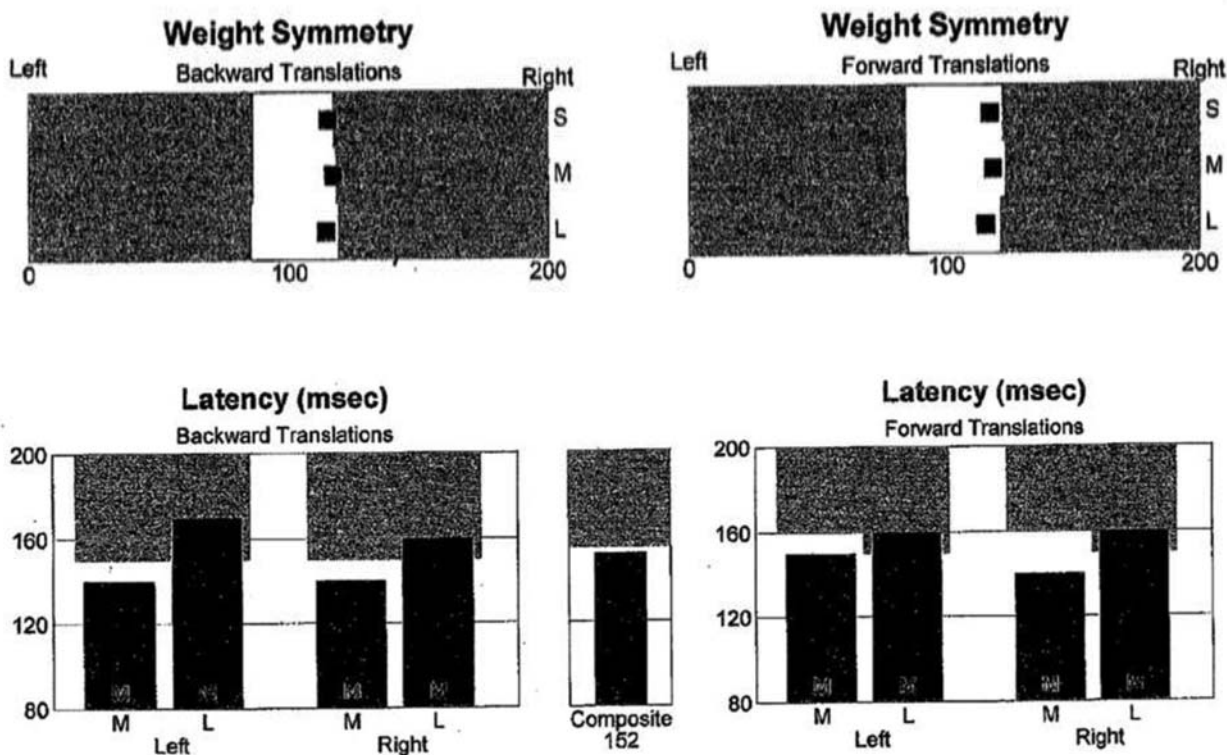 Weight Symmetry
Backward Translations
Left
Right
S
M
L
0
100
200
Weight Symmetry
Forward Translations
Left
Right
S
M
L
0
100
200
Latency (msec)
Backward Translations
200
160
120
80
M
M
M
L
M
L
Left
Right
Composite
152
Latency (msec)
Forward Translations
200
160
120
80
M
M
M
M
M
L
M
L
Left
Right